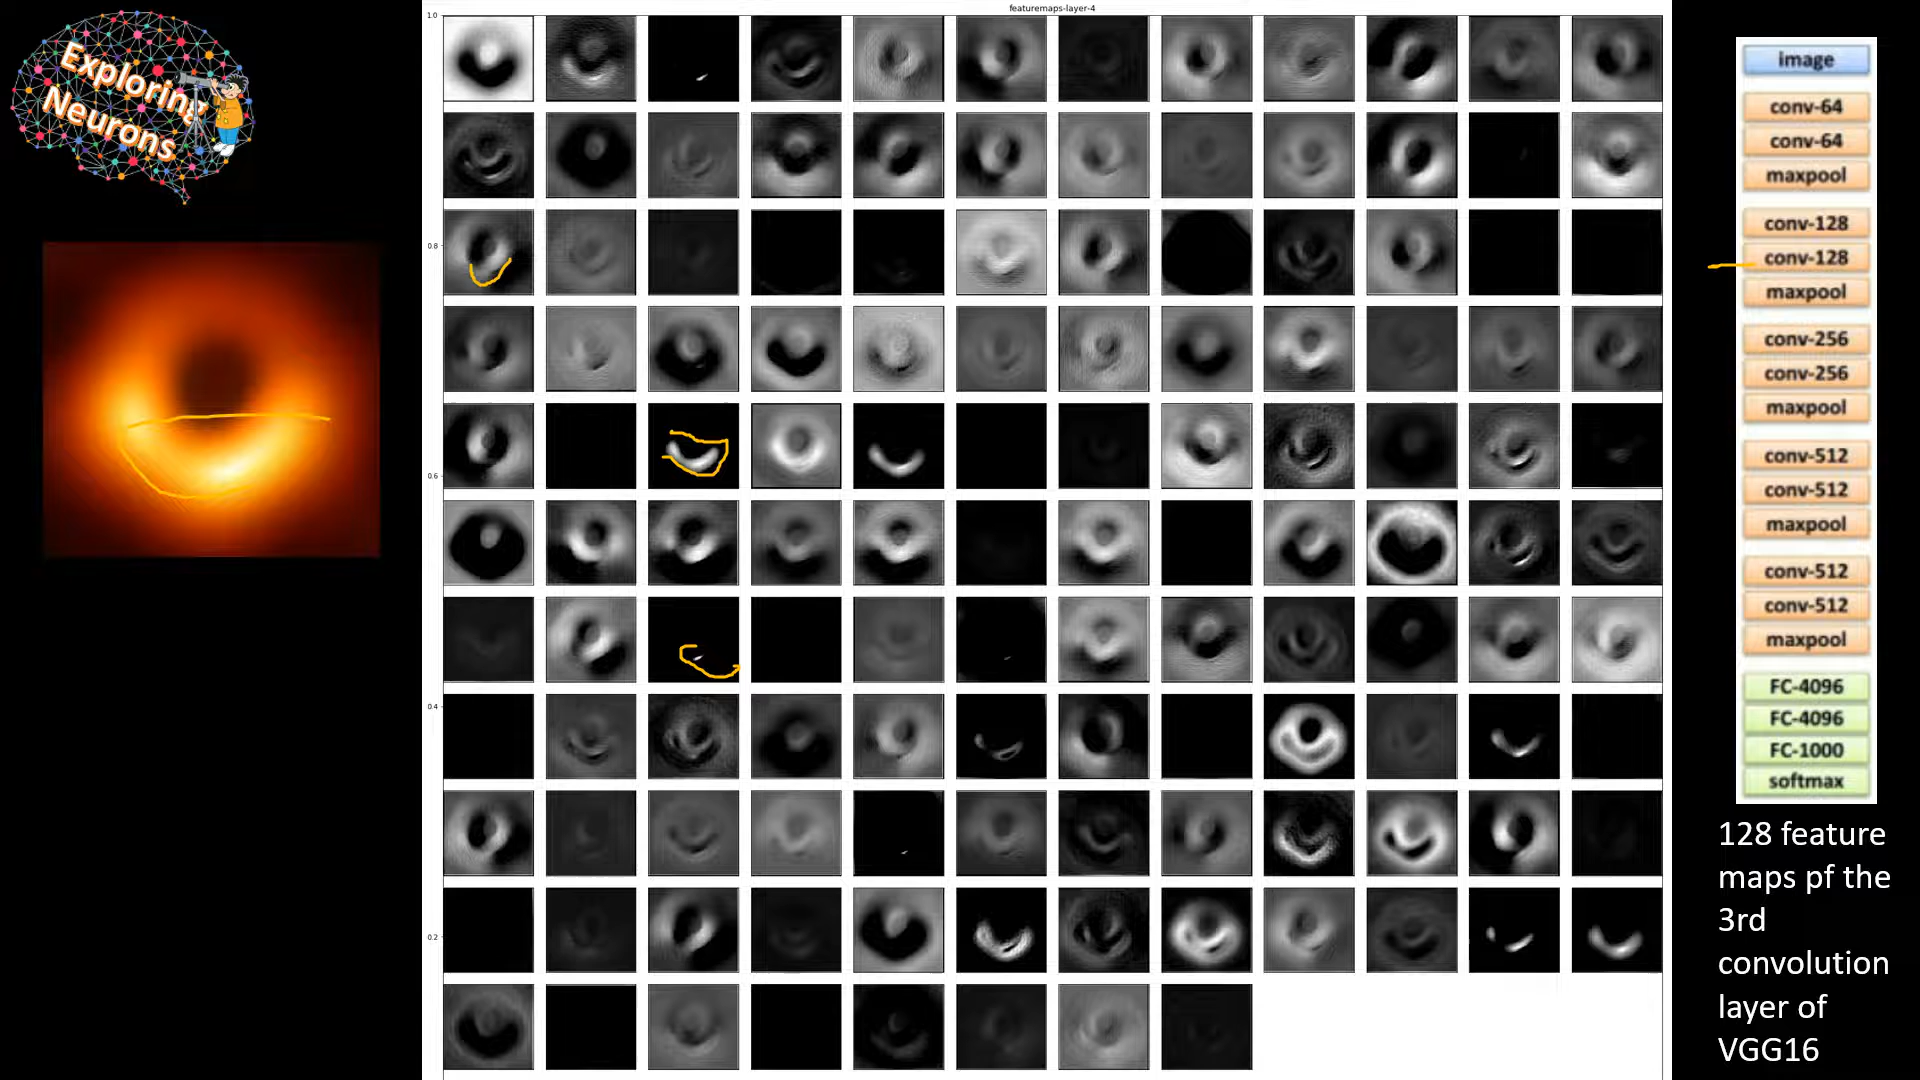 Exploring
Neurons
featuremaps-layer-4
1.0
0.8
0.6
0.4
0.2
image
conv-64
conv-64
maxpool
conv-128
conv-128
maxpool
conv-256
conv-256
maxpool
conv-512
conv-512
maxpool
conv-512
conv-512
maxpool
FC-4096
FC-4096
FC-1000
softmax
128 feature
maps pf the
3rd
convolution
layer of
VGG16